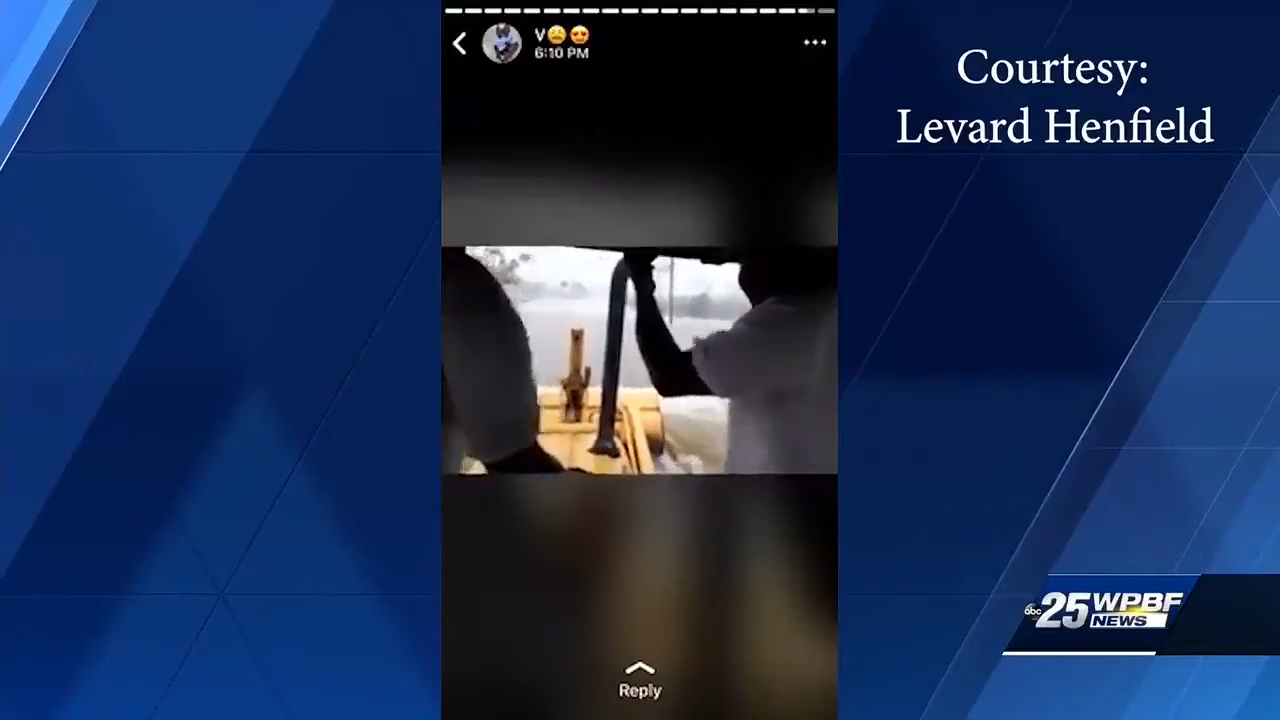 V😩😍
6:10 PM
Courtesy:
Levard Henfield
Reply
abc 25 WPBF
NEWS